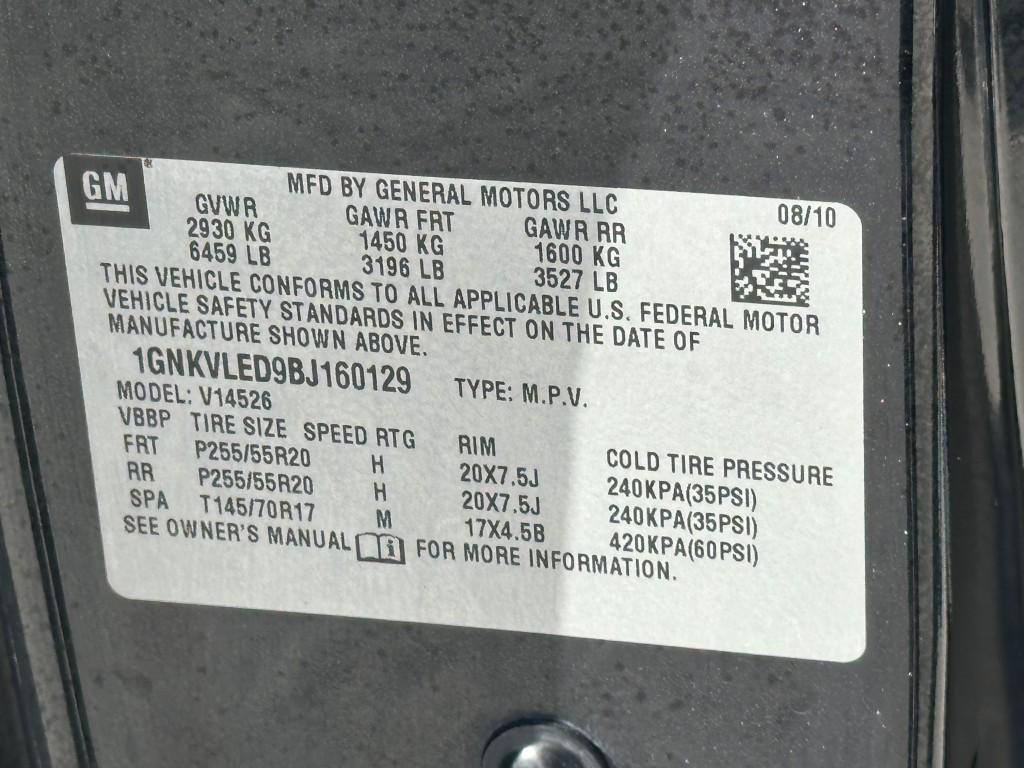 GM
MFD BY GENERAL MOTORS LLC
08/10
GVWR GAWR FRT GAWR RR
2930 KG 1450 KG 1600 KG
6459 LB 3196 LB 3527 LB
THIS VEHICLE CONFORMS TO ALL APPLICABLE U.S. FEDERAL MOTOR
VEHICLE SAFETY STANDARDS IN EFFECT ON THE DATE OF
MANUFACTURE SHOWN ABOVE.
1GNKVLED9BJ160129 TYPE: M.P.V.
MODEL: V14526
VBBP TIRE SIZE SPEED RTG RIM COLD TIRE PRESSURE
FRT P255/55R20 H 20X7.5J 240KPA(35PSI)
RR P255/55R20 H 20X7.5J 240KPA(35PSI)
SPA T145/70R17 M 17X4.5B 420KPA(60PSI)
SEE OWNER'S MANUAL i FOR MORE INFORMATION.